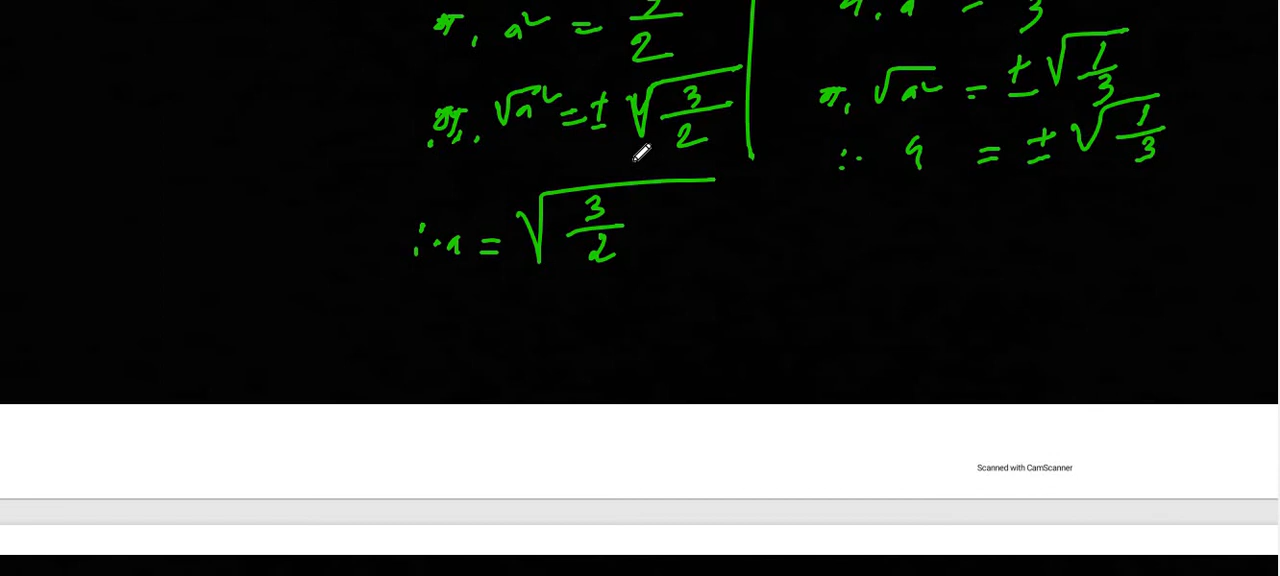 বা, a² = 3/2
বা, √a² = ± √(3/2)
∴ a = √(3/2)
বা, √a² = ± √(1/3)
∴ a = ± √(1/3)
Scanned with CamScanner